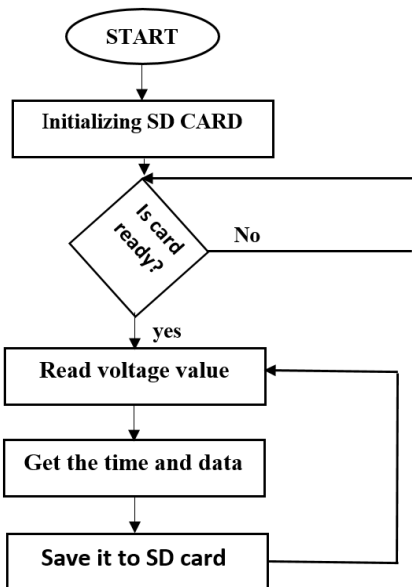 START
Initializing SD CARD
Is card
ready?
No
yes
Read voltage value
Get the time and data
Save it to SD card